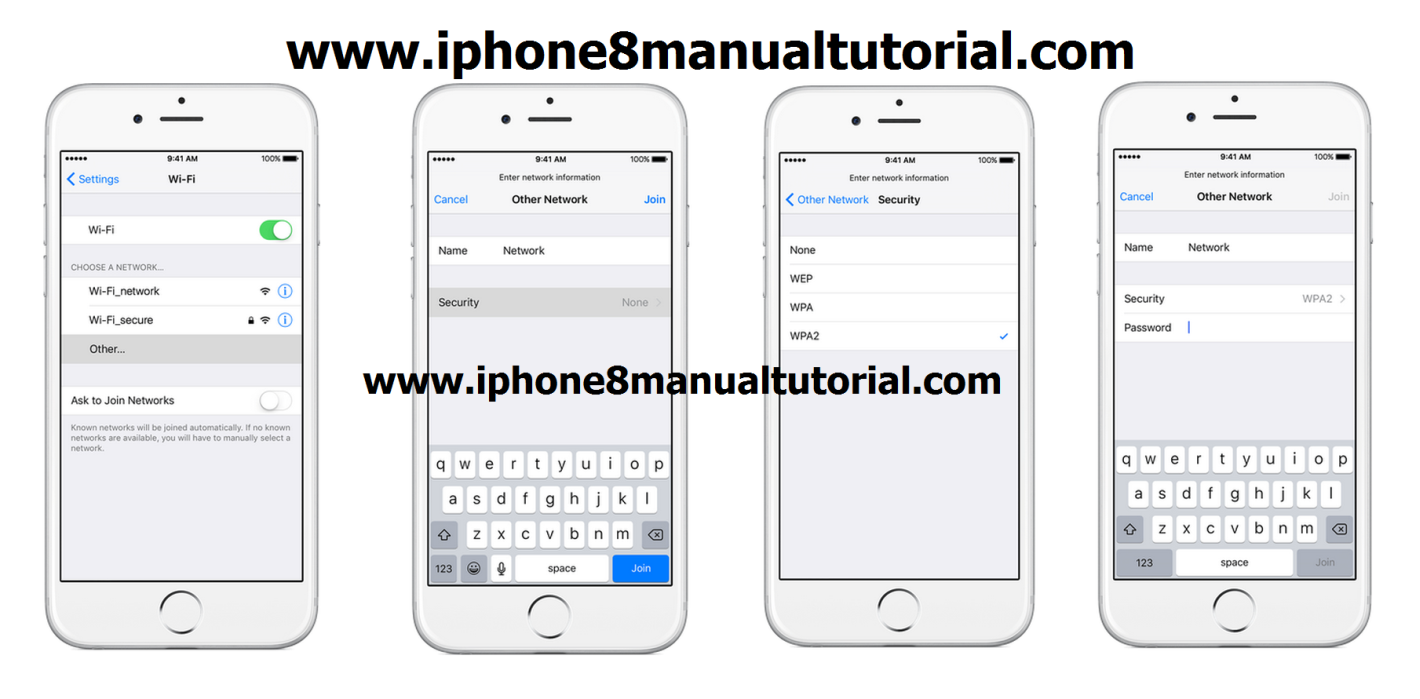 www.iphone8manualtutorial.com
9:41 AM 100%
Settings Wi-Fi
Wi-Fi
CHOOSE A NETWORK...
Wi-Fi_network
Wi-Fi_secure
Other...
Ask to Join Networks
Known networks will be joined automatically. If no known
networks are available, you will have to manually select a
network.
9:41 AM 100%
Enter network information
Cancel Other Network Join
Name Network
Security None
q w e r t y u i o p
a s d f g h j k l
z x c v b n m
123 space Join
9:41 AM 100%
Enter network information
Other Network Security
None
WEP
WPA
WPA2
9:41 AM 100%
Enter network information
Cancel Other Network Join
Name Network
Security WPA2
Password
q w e r t y u i o p
a s d f g h j k l
z x c v b n m
123 space Join
www.iphone8manualtutorial.com